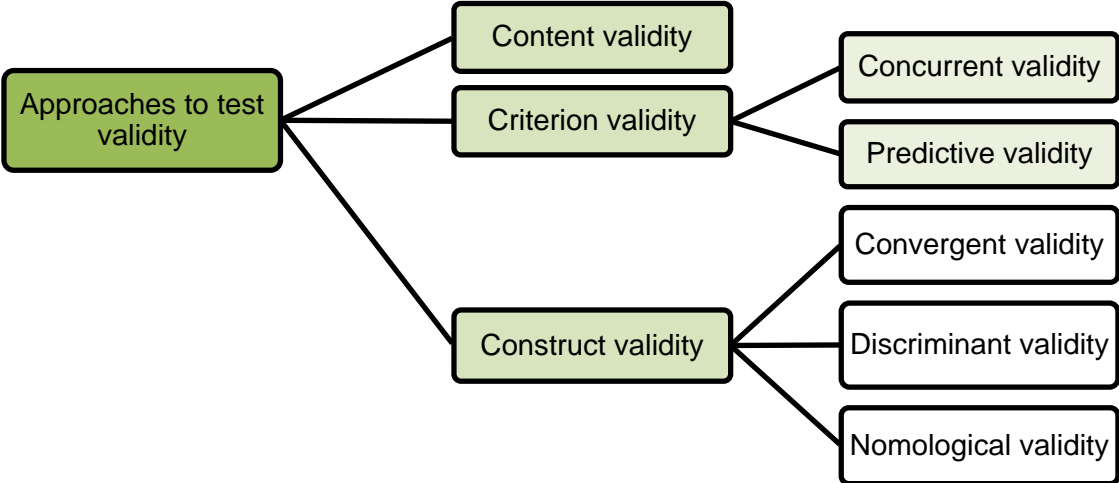 Approaches to test
validity
Content validity
Criterion validity
Construct validity
Concurrent validity
Predictive validity
Convergent validity
Discriminant validity
Nomological validity